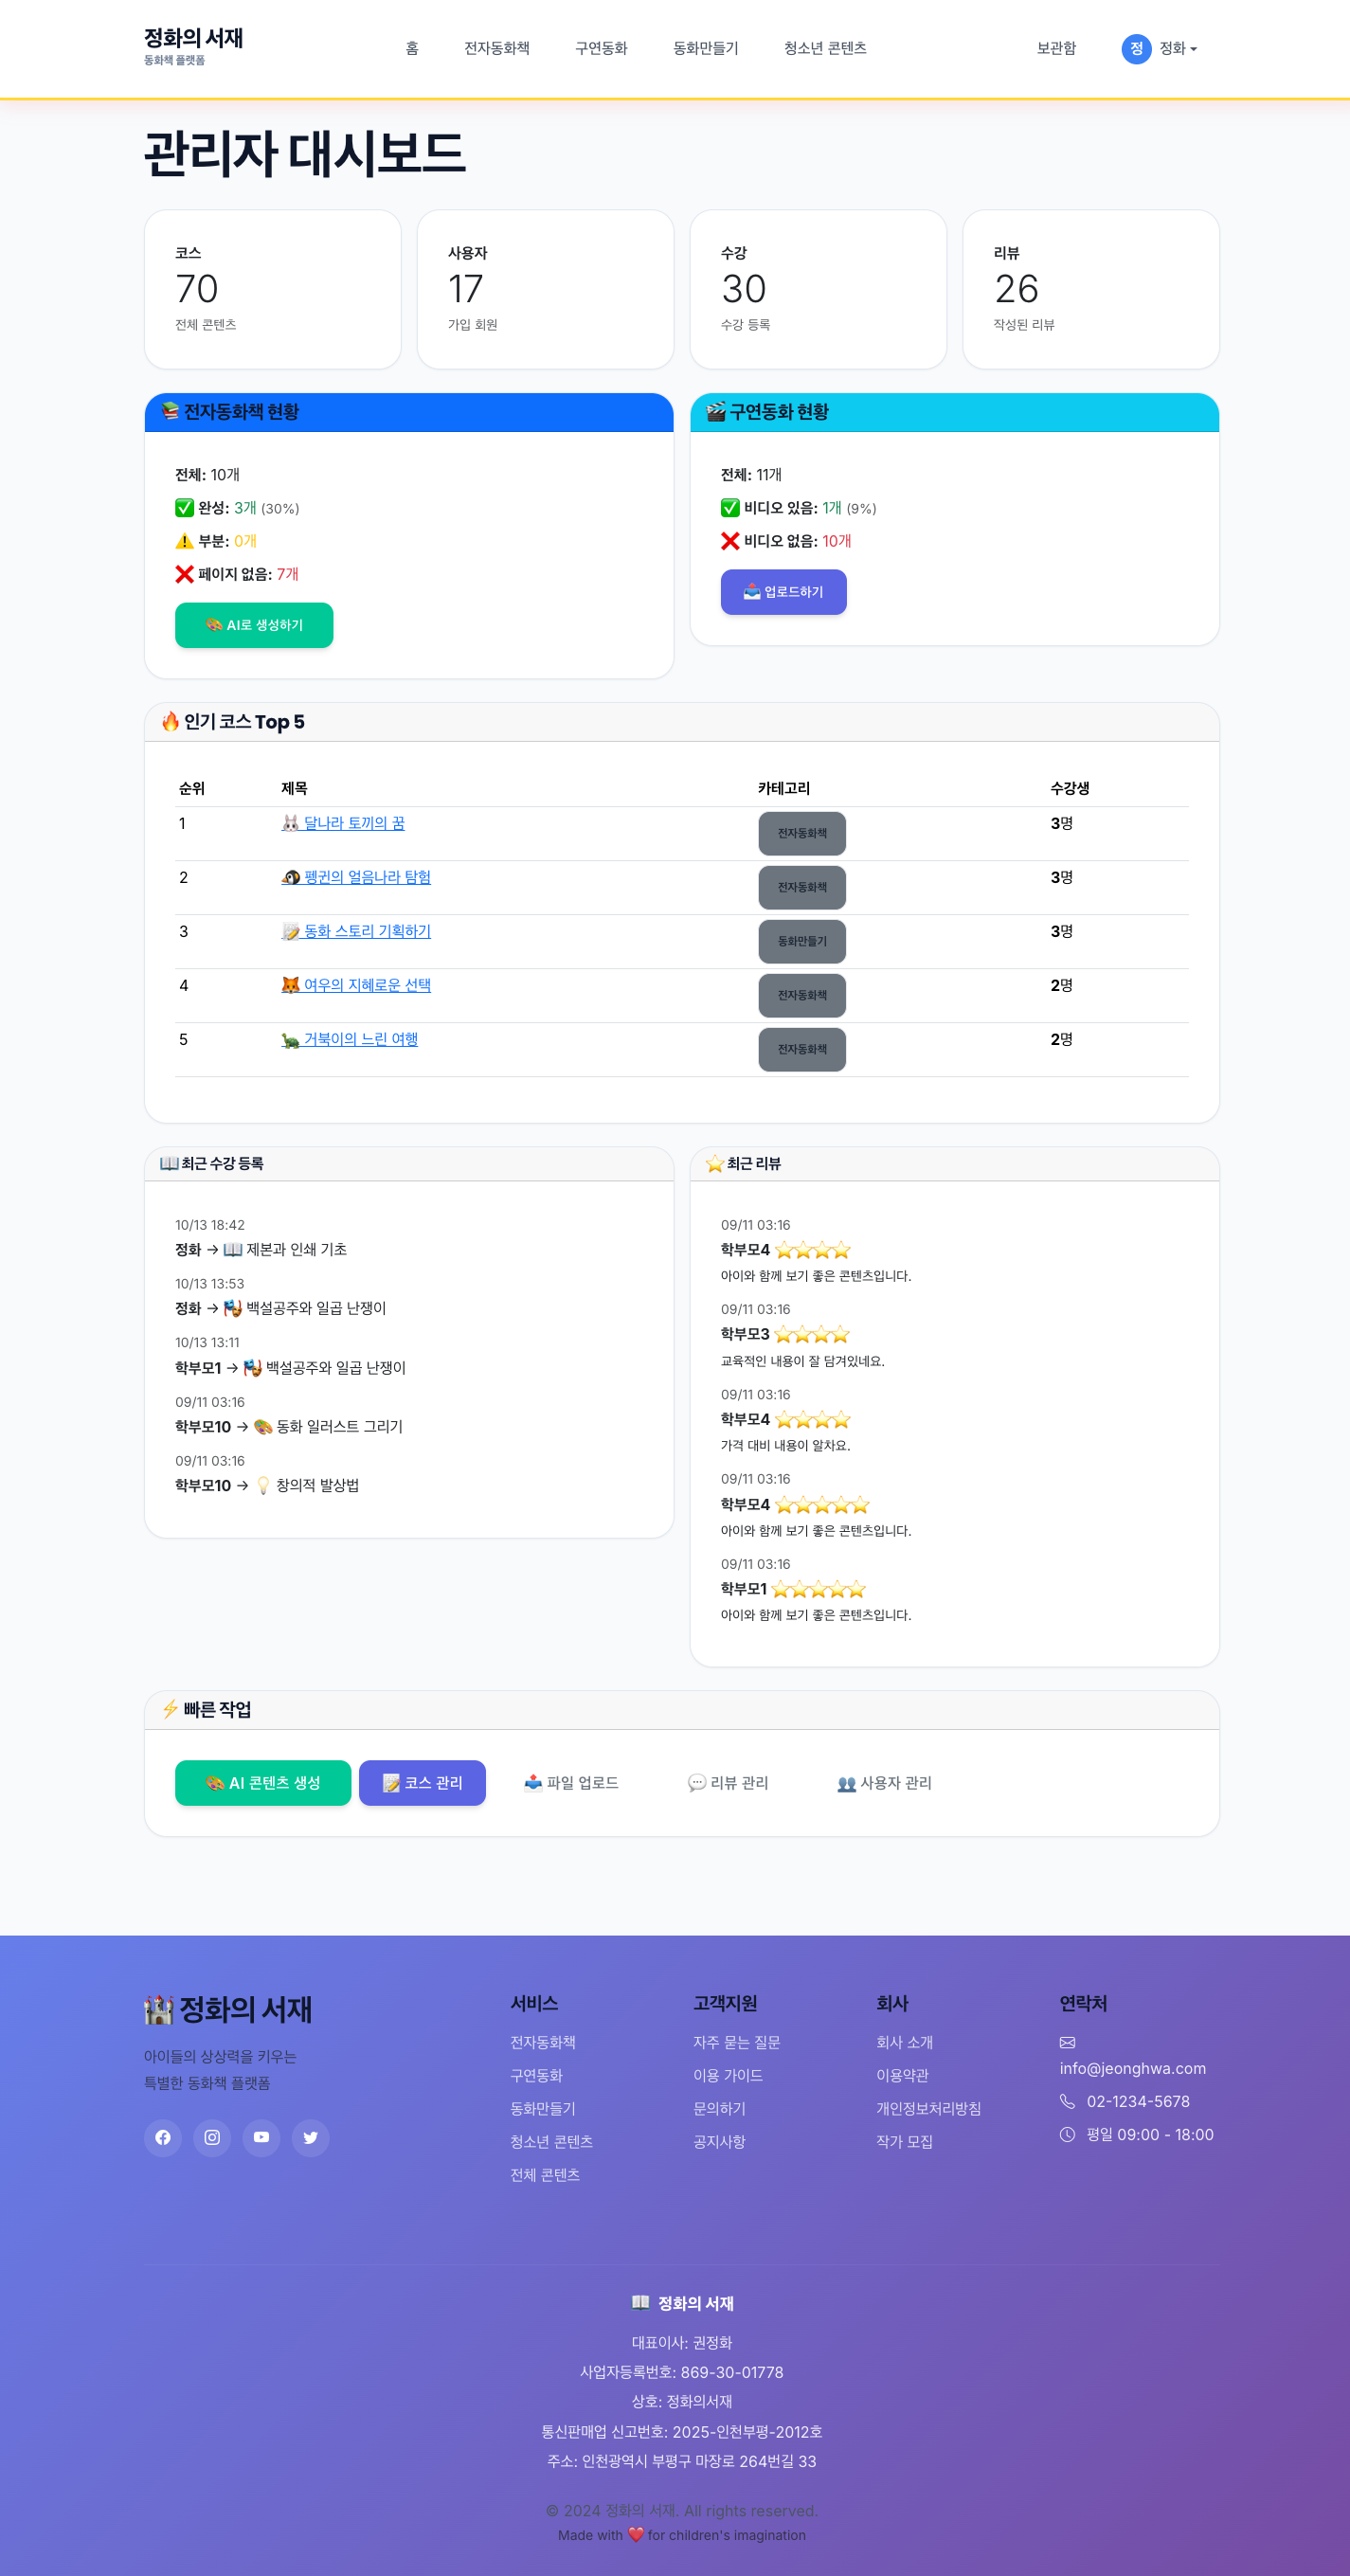 정화의 서재
동화책 플랫폼
홈 전자동화책 구연동화 동화만들기 청소년 콘텐츠 보관함 정 정화
관리자 대시보드
코스
70
전체 콘텐츠
사용자
17
가입 회원
수강
30
수강 등록
리뷰
26
작성된 리뷰
📚 전자동화책 현황
전체: 10개
✅ 완성: 3개 (30%)
⚠️ 부분: 0개
❌ 페이지 없음: 7개
🎨 AI로 생성하기
🎬 구연동화 현황
전체: 11개
✅ 비디오 있음: 1개 (9%)
❌ 비디오 없음: 10개
📤 업로드하기
🔥 인기 코스 Top 5
순위 제목 카테고리 수강생
1 🐰 달나라 토끼의 꿈 전자동화책 3명
2 🐧 펭귄의 얼음나라 탐험 전자동화책 3명
3 📝 동화 스토리 기획하기 동화만들기 3명
4 🦊 여우의 지혜로운 선택 전자동화책 2명
5 🐢 거북이의 느린 여행 전자동화책 2명
📖 최근 수강 등록
10/13 18:42
정화 → 📖 제본과 인쇄 기초
10/13 13:53
정화 → 🎭 백설공주와 일곱 난쟁이
10/13 13:11
학부모1 → 🎭 백설공주와 일곱 난쟁이
09/11 03:16
학부모10 → 🎨 동화 일러스트 그리기
09/11 03:16
학부모10 → 💡 창의적 발상법
⭐ 최근 리뷰
09/11 03:16
학부모4 ⭐⭐⭐⭐
아이와 함께 보기 좋은 콘텐츠입니다.
09/11 03:16
학부모3 ⭐⭐⭐⭐
교육적인 내용이 잘 담겨있네요.
09/11 03:16
학부모4 ⭐⭐⭐⭐
가격 대비 내용이 알차요.
09/11 03:16
학부모4 ⭐⭐⭐⭐⭐
아이와 함께 보기 좋은 콘텐츠입니다.
09/11 03:16
학부모1 ⭐⭐⭐⭐⭐
아이와 함께 보기 좋은 콘텐츠입니다.
⚡ 빠른 작업
🎨 AI 콘텐츠 생성 📝 코스 관리 📤 파일 업로드 💬 리뷰 관리 👥 사용자 관리
🏰 정화의 서재
아이들의 상상력을 키우는
특별한 동화책 플랫폼
서비스
전자동화책
구연동화
동화만들기
청소년 콘텐츠
전체 콘텐츠
고객지원
자주 묻는 질문
이용 가이드
문의하기
공지사항
회사
회사 소개
이용약관
개인정보처리방침
작가 모집
연락처
info@jeonghwa.com
02-1234-5678
평일 09:00 - 18:00
📖 정화의 서재
대표이사: 권정화
사업자등록번호: 869-30-01778
상호: 정화의서재
통신판매업 신고번호: 2025-인천부평-2012호
주소: 인천광역시 부평구 마장로 264번길 33
© 2024 정화의 서재. All rights reserved.
Made with ❤️ for children's imagination